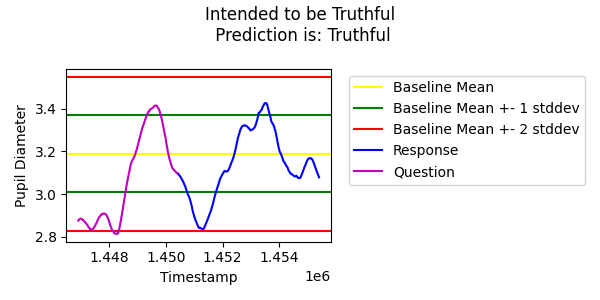 Intended to be Truthful
Prediction is: Truthful
Pupil Diameter
3.4
3.2
3.0
2.8
1.448 1.450 1.452 1.454
1e6
Timestamp
Baseline Mean
Baseline Mean +- 1 stddev
Baseline Mean +- 2 stddev
Response
Question